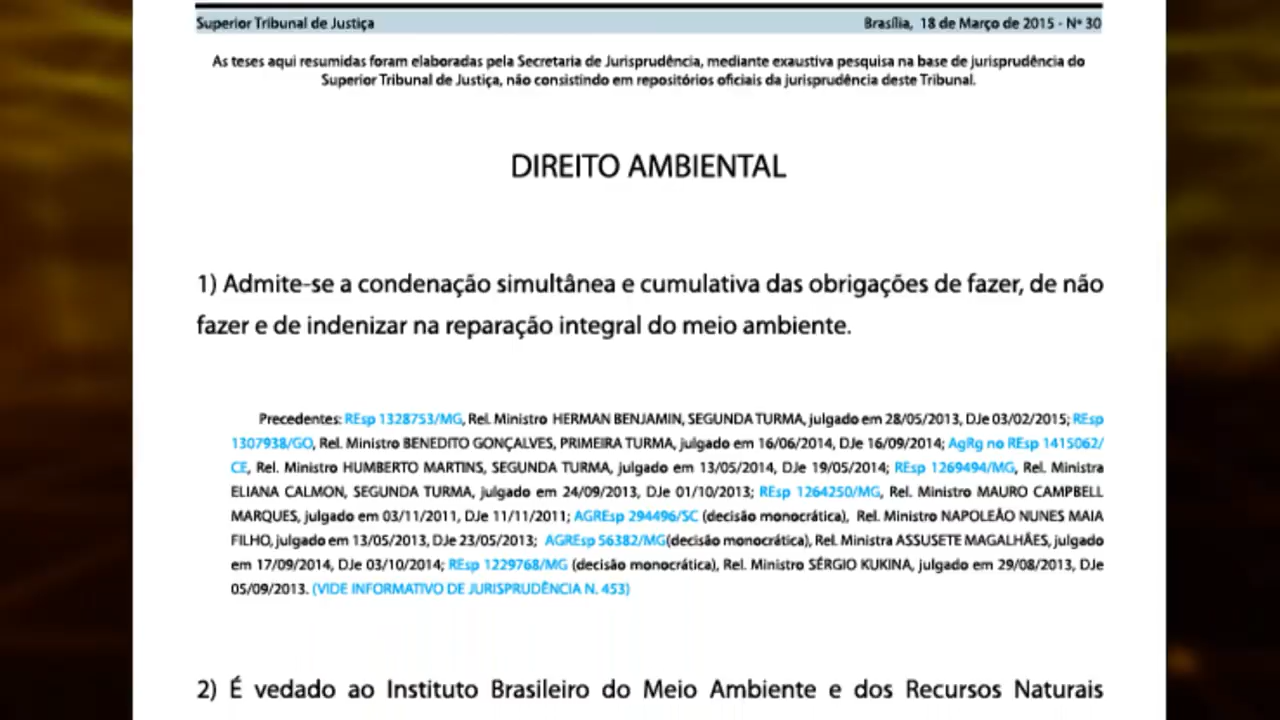 Superior Tribunal de Justiça Brasília, 18 de Março de 2015 - Nº 30
As teses aqui resumidas foram elaboradas pela Secretaria de Jurisprudência, mediante exaustiva pesquisa na base de jurisprudência do
Superior Tribunal de Justiça, não consistindo em repositórios oficiais da jurisprudência deste Tribunal.
DIREITO AMBIENTAL
1) Admite-se a condenação simultânea e cumulativa das obrigações de fazer, de não
fazer e de indenizar na reparação integral do meio ambiente.
Precedentes: REsp 1328753/MG, Rel. Ministro HERMAN BENJAMIN, SEGUNDA TURMA, julgado em 28/05/2013, DJe 03/02/2015; REsp
1307938/GO, Rel. Ministro BENEDITO GONÇALVES, PRIMEIRA TURMA, julgado em 16/06/2014, DJe 16/09/2014; AgRg no REsp 1415062/
CE, Rel. Ministro HUMBERTO MARTINS, SEGUNDA TURMA, julgado em 13/05/2014, DJe 19/05/2014; REsp 1269494/MG, Rel. Ministra
ELIANA CALMON, SEGUNDA TURMA, julgado em 24/09/2013, DJe 01/10/2013; REsp 1264250/MG, Rel. Ministro MAURO CAMPBELL
MARQUES, julgado em 03/11/2011, DJe 11/11/2011; AGREsp 294496/SC (decisão monocrática), Rel. Ministro NAPOLEÃO NUNES MAIA
FILHO, julgado em 13/05/2013, DJe 23/05/2013; AGREsp 56382/MG(decisão monocrática), Rel. Ministra ASSUSETE MAGALHÃES, julgado
em 17/09/2014, DJe 03/10/2014; REsp 1229768/MG (decisão monocrática), Rel. Ministro SÉRGIO KUKINA, julgado em 29/08/2013, DJe
05/09/2013. (VIDE INFORMATIVO DE JURISPRUDÊNCIA N. 453)
2) É vedado ao Instituto Brasileiro do Meio Ambiente e dos Recursos Naturais